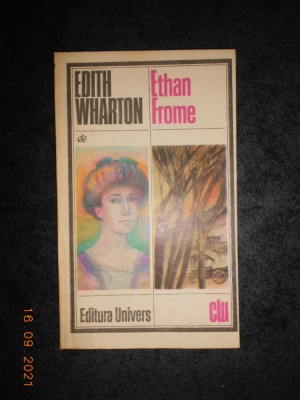 EDITH
WHARTON
Ethan
Frome
Editura Univers
clu
16 09 2021